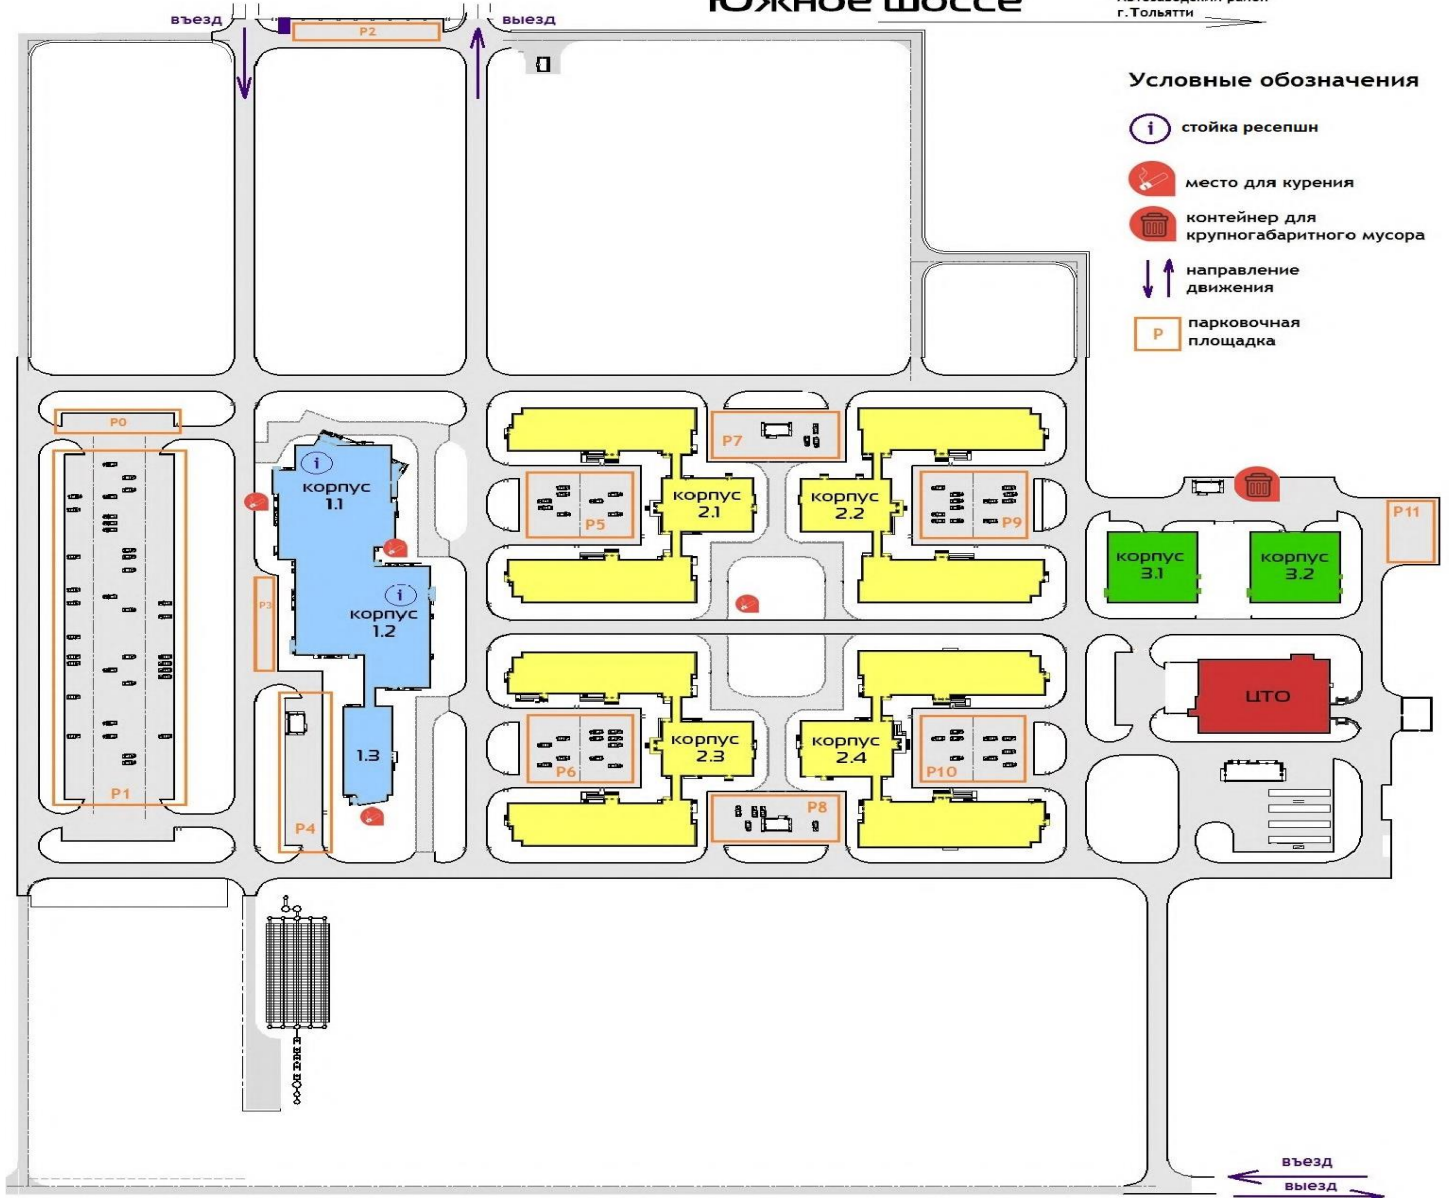 Южное шоссе
Автозаводский район
г.Тольятти
въезд
P2
выезд
Условные обозначения
i стойка ресепшн
место для курения
контейнер для
крупногабаритного мусора
направление
движения
P парковочная
площадка
P0
P7
i
корпус
1.1
P5
корпус
2.1
корпус
2.2
P9
P11
корпус
3.1
корпус
3.2
P3
i
корпус
1.2
P1
P4
1.3
P6
корпус
2.3
корпус
2.4
P10
P8
ЦТО
въезд
выезд